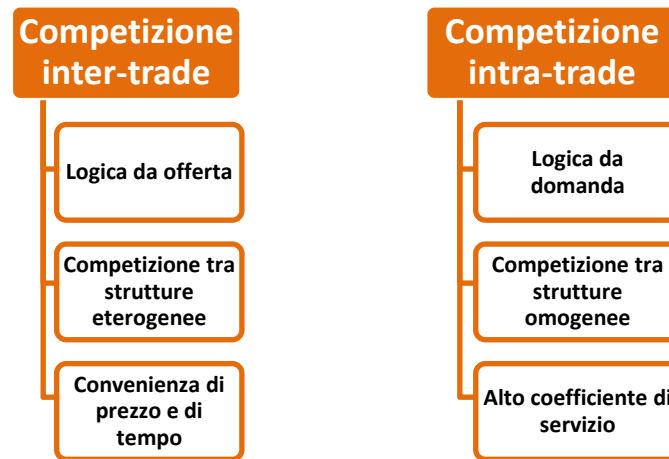 Competizione
inter-trade
Logica da offerta
Competizione tra
strutture
eterogenee
Convenienza di
prezzo e di
tempo
Competizione
intra-trade
Logica da
domanda
Competizione tra
strutture
omogenee
Alto coefficiente di
servizio